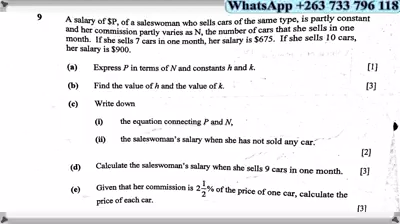 WhatsApp +263 733 796 118
9 A salary of $P, of a saleswoman who sells cars of the same type, is partly constant
and her commission partly varies as N, the number of cars that she sells in one
month. If she sells 7 cars in one month, her salary is $675. If she sells 10 cars,
her salary is $900.
(a) Express P in terms of N and constants h and k. [1]
(b) Find the value of h and the value of k. [3]
(c) Write down
(i) the equation connecting P and N,
(ii) the saleswoman's salary when she has not sold any car. [2]
(d) Calculate the saleswoman's salary when she sells 9 cars in one month. [3]
(e) Given that her commission is 2 1/2 % of the price of one car, calculate the
price of each car. [3]